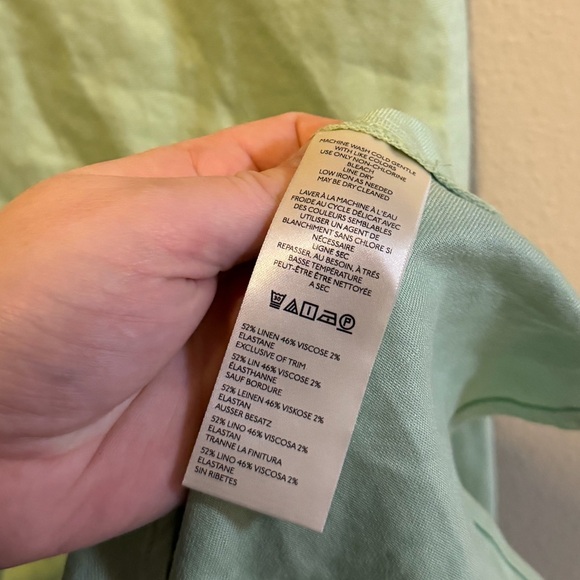 MACHINE WASH COLD GENTLE
WITH LIKE COLORS
USE ONLY NON-CHLORINE
BLEACH
LINE DRY
LOW IRON AS NEEDED
MAY BE DRY CLEANED
LAVER À LA MACHINE À L'EAU
FROIDE AU CYCLE DÉLICAT AVEC
DES COULEURS SEMBLABLES
UTILISER UN AGENT DE
BLANCHIMENT SANS CHLORE SI
NÉCESSAIRE
LIGNE SEC
REPASSER, AU BESOIN, À TRÈS
BASSE TEMPÉRATURE
PEUT-ÊTRE ÊTRE NETTOYÉE
A SEC
52% LINEN 46% VISCOSE 2%
ELASTANE
EXCLUSIVE OF TRIM
52% LIN 46% VISCOSE 2%
ÉLASTHANNE
SAUF BORDURE
52% LEINEN 46% VISKOSE 2%
ELASTAN
AUSSER BESATZ
52% LINO 46% VISCOSA 2%
ELASTAN
TRANNE LA FINITURA
52% LINO 46% VISCOSA 2%
ELASTANE
SIN RIBETES